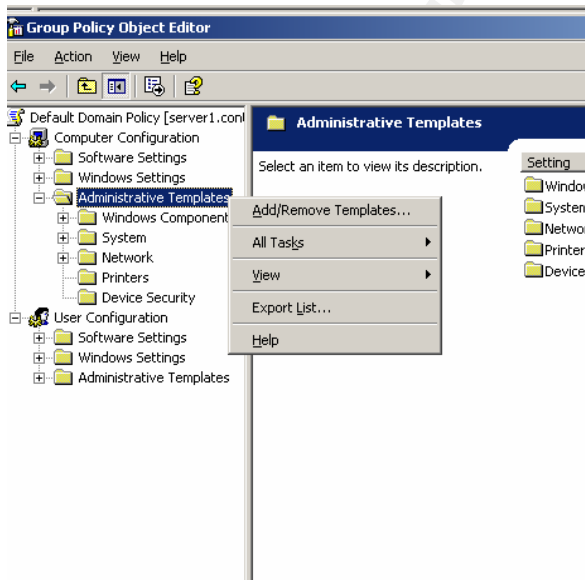 Group Policy Object Editor
File Action View Help
Default Domain Policy [server1.con
Computer Configuration
Software Settings
Windows Settings
Administrative Templates
Windows Component
System
Network
Printers
Device Security
User Configuration
Software Settings
Windows Settings
Administrative Templates
Administrative Templates
Select an item to view its description.
Setting
Windo
System
Networ
Printer
Device
Add/Remove Templates...
All Tasks
View
Export List...
Help